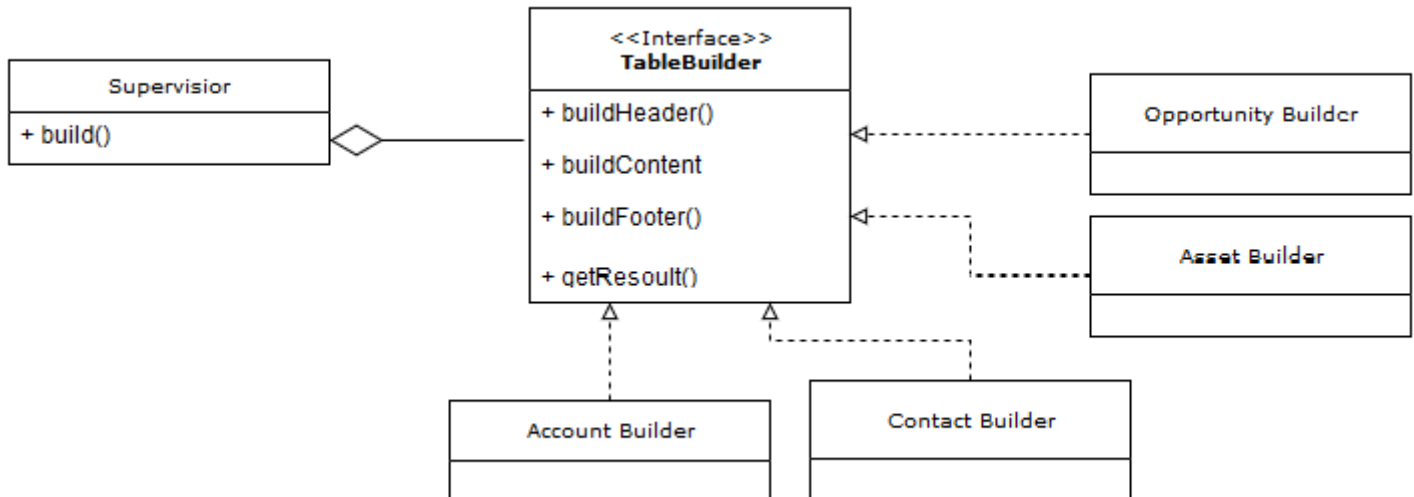 Supervisior
+ build()
<<Interface>>
TableBuilder
+ buildHeader()
+ buildContent
+ buildFooter()
+ getResoult()
Opportunity Builder
Asset Builder
Account Builder
Contact Builder